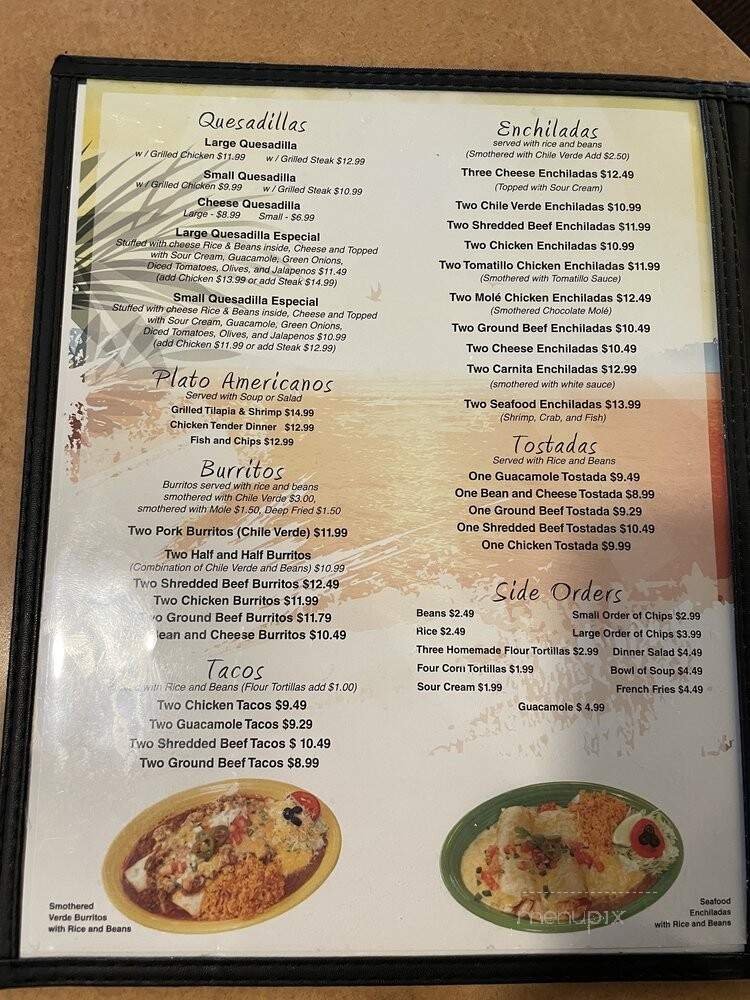 Quesadillas
Large Quesadilla
w / Grilled Chicken $11.99 w / Grilled Steak $12.99
Small Quesadilla
w / Grilled Chicken $9.99 w / Grilled Steak $10.99
Cheese Quesadilla
Large - $8.99 Small - $6.99
Large Quesadilla Especial
Stuffed with cheese Rice & Beans inside, Cheese and Topped
with Sour Cream, Guacamole, Green Onions,
Diced Tomatoes, Olives, and Jalapenos $11.49
(add Chicken $13.99 or add Steak $14.99)
Small Quesadilla Especial
Stuffed with cheese Rice & Beans inside, Cheese and Topped
with Sour Cream, Guacamole, Green Onions,
Diced Tomatoes, Olives, and Jalapenos $10.99
(add Chicken $11.99 or add Steak $12.99)
Plato Americanos
Served with Soup or Salad
Grilled Tilapia & Shrimp $14.99
Chicken Tender Dinner $12.99
Fish and Chips $12.99
Burritos
Burritos served with rice and beans
smothered with Chile Verde $3.00,
smothered with Mole $1.50, Deep Fried $1.50
Two Pork Burritos (Chile Verde) $11.99
Two Half and Half Burritos
(Combination of Chile Verde and Beans) $10.99
Two Shredded Beef Burritos $12.49
Two Chicken Burritos $11.99
Ground Beef Burritos $11.79
Bean and Cheese Burritos $10.49
Tacos
with Rice and Beans (Flour Tortillas add $1.00)
Two Chicken Tacos $9.49
Two Guacamole Tacos $9.29
Two Shredded Beef Tacos $ 10.49
Two Ground Beef Tacos $8.99
Smothered
Verde Burritos
with Rice and Beans
Enchiladas
served with rice and beans
(Smothered with Chile Verde Add $2.50)
Three Cheese Enchiladas $12.49
(Topped with Sour Cream)
Two Chile Verde Enchiladas $10.99
Two Shredded Beef Enchiladas $11.99
Two Chicken Enchiladas $10.99
Two Tomatillo Chicken Enchiladas $11.99
(Smothered with Tomatillo Sauce)
Two Molé Chicken Enchiladas $12.49
(Smothered Chocolate Molé)
Two Ground Beef Enchiladas $10.49
Two Cheese Enchiladas $10.49
Two Carnita Enchiladas $12.99
(smothered with white sauce)
Two Seafood Enchiladas $13.99
(Shrimp, Crab, and Fish)
Tostadas
Served with Rice and Beans
One Guacamole Tostada $9.49
One Bean and Cheese Tostada $8.99
One Ground Beef Tostada $9.29
One Shredded Beef Tostadas $10.49
One Chicken Tostada $9.99
Side Orders
Beans $2.49 Small Order of Chips $2.99
Rice $2.49 Large Order of Chips $3.99
Three Homemade Flour Tortillas $2.99 Dinner Salad $4.49
Four Corn Tortillas $1.99 Bowl of Soup $4.49
Sour Cream $1.99 French Fries $4.49
Guacamole $ 4.99
Seafood
Enchiladas
with Rice and Beans
menupix